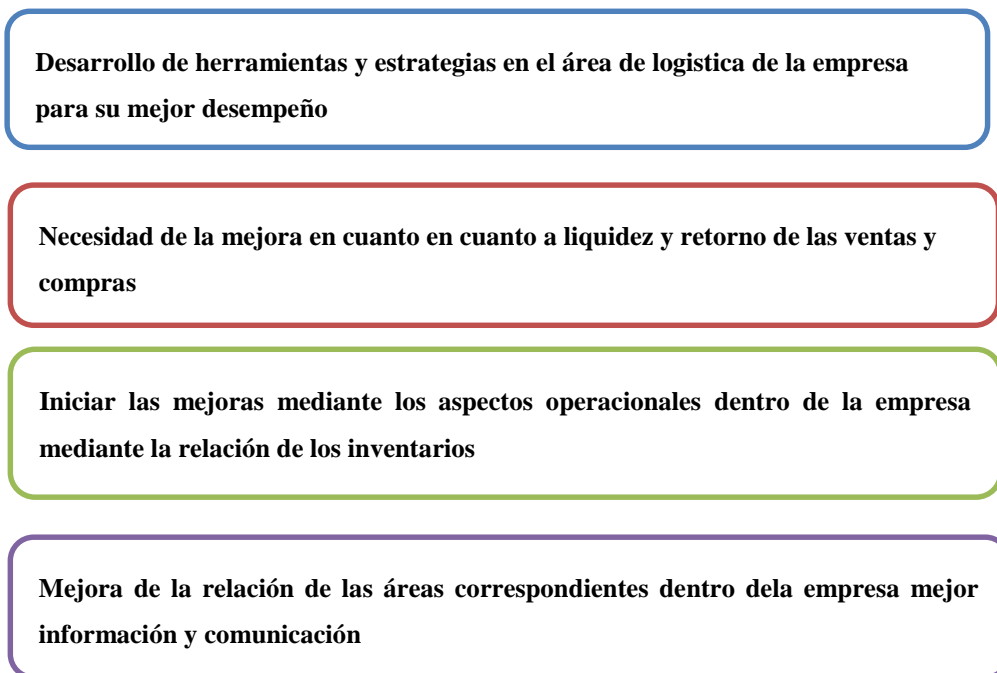 Desarrollo de herramientas y estrategias en el área de logistica de la empresa
para su mejor desempeño
Necesidad de la mejora en cuanto en cuanto a liquidez y retorno de las ventas y
compras
Iniciar las mejoras mediante los aspectos operacionales dentro de la empresa
mediante la relación de los inventarios
Mejora de la relación de las áreas correspondientes dentro dela empresa mejor
información y comunicación